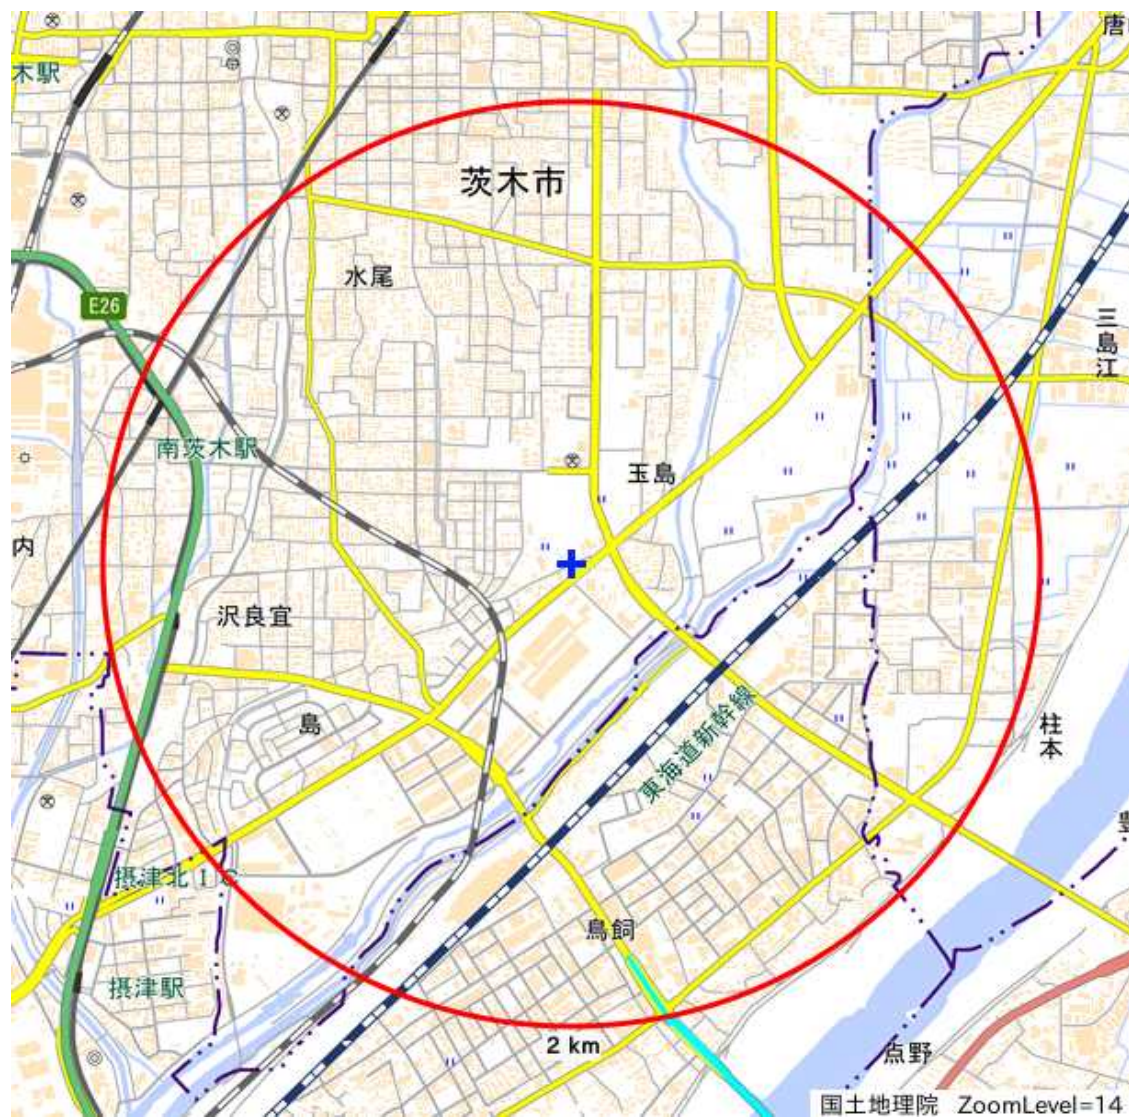 唐
木駅
茨木市
水尾
E26
三島江
南茨木駅
玉島
内
沢良宜
島
東海道新幹線
柱本
豊
摂津北IC
鳥飼
摂津駅
2 km
点野
国土地理院 ZoomLevel=14